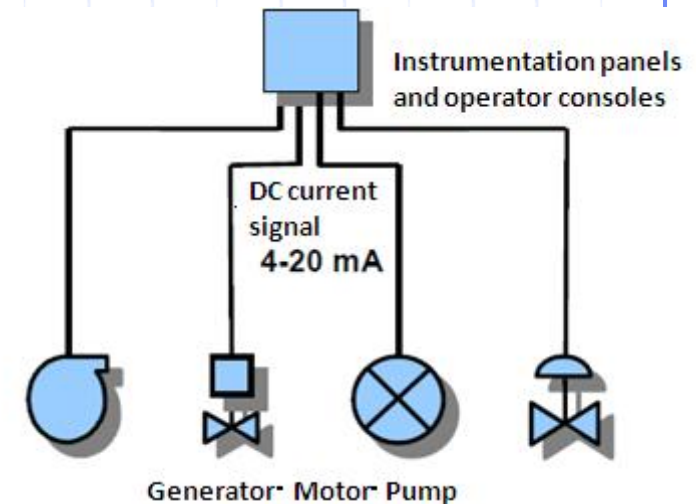 Instrumentation panels
and operator consoles
DC current
signal
4-20 mA
Generator- Motor- Pump